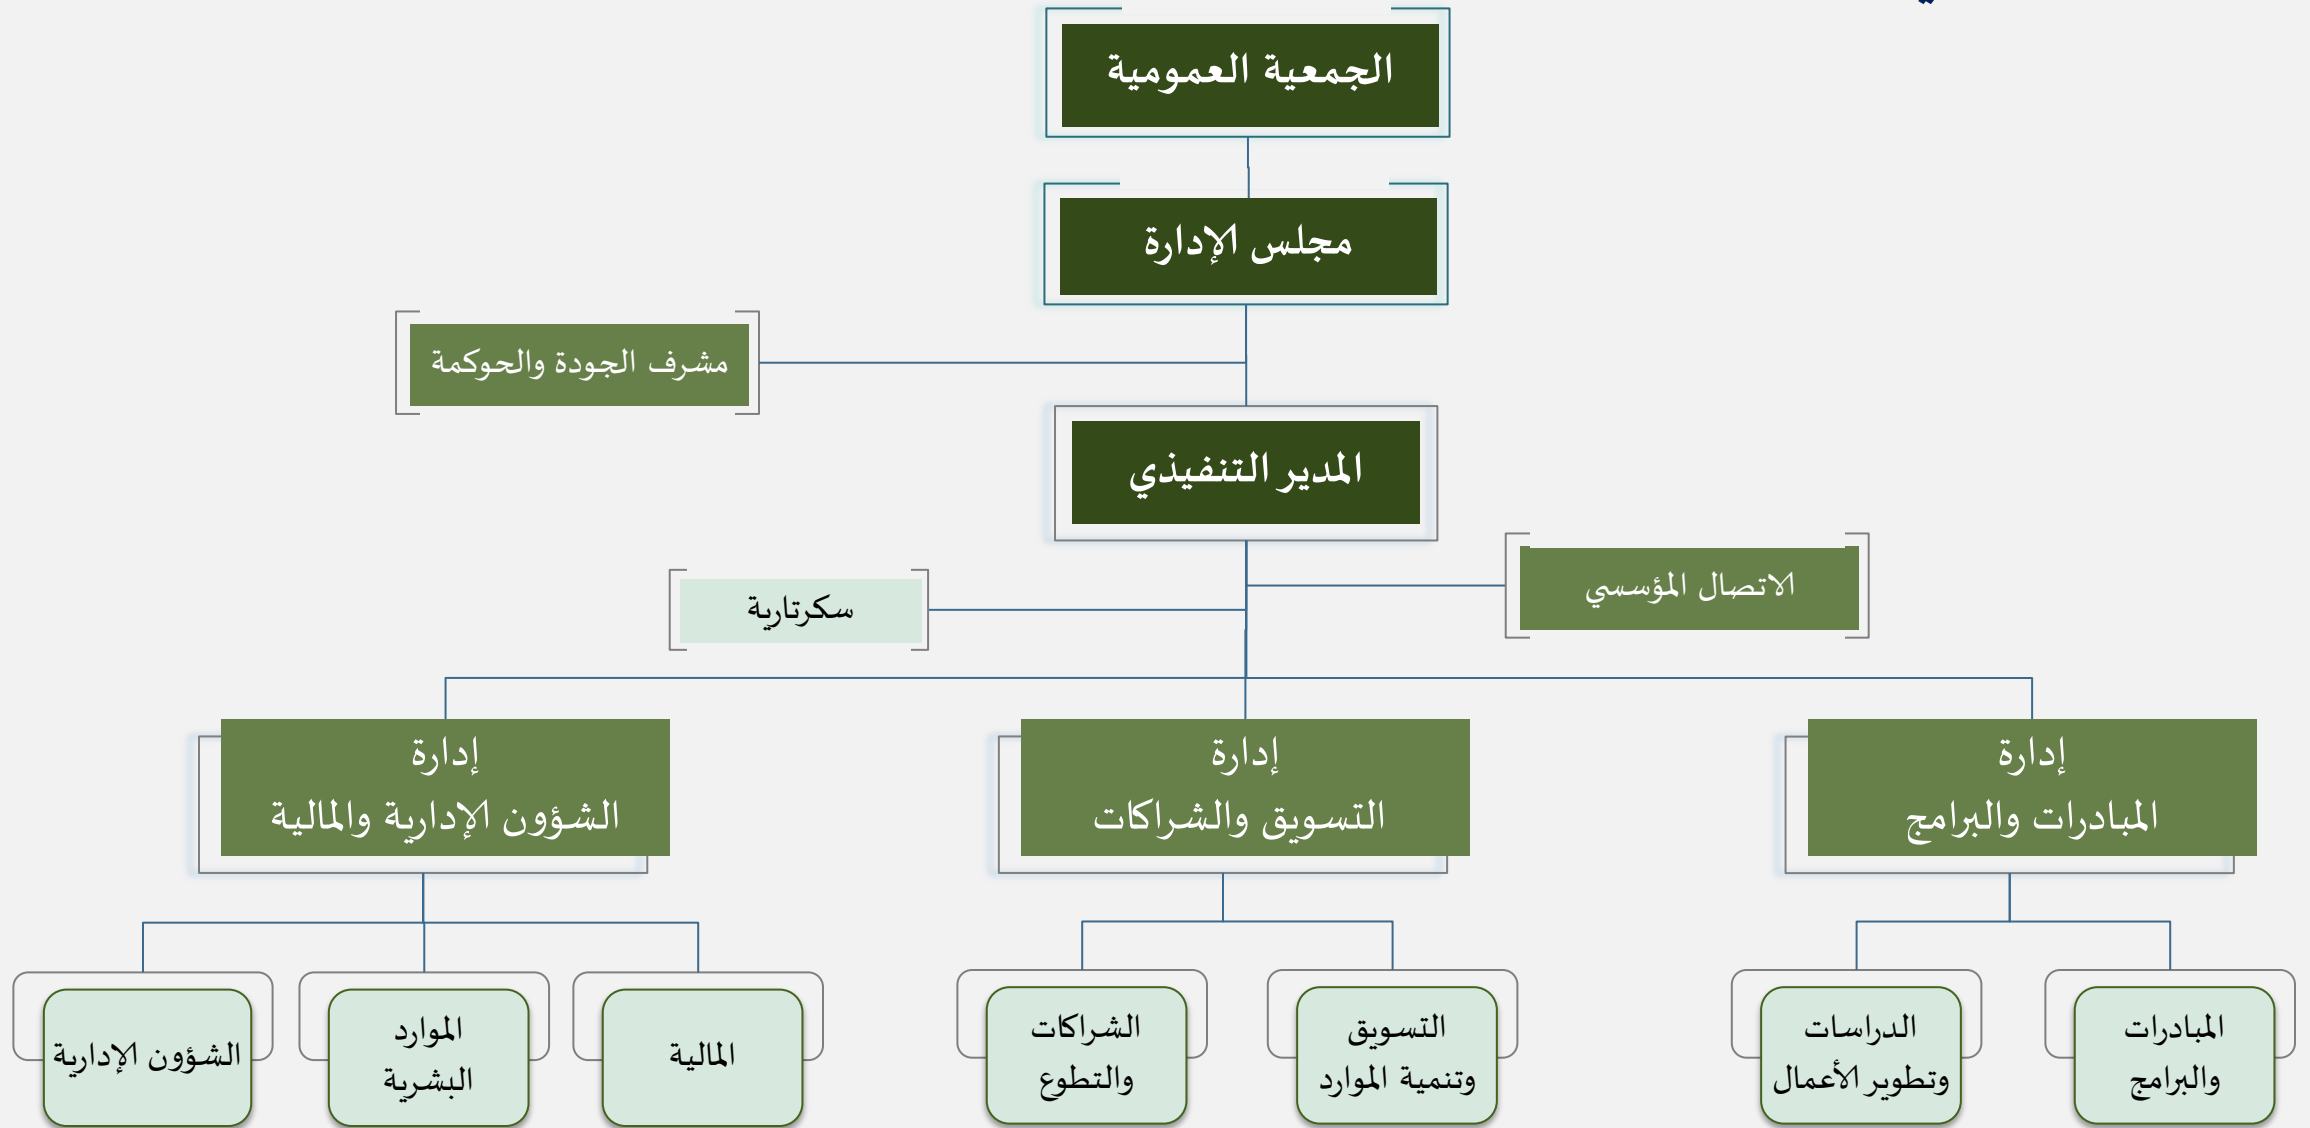 الجمعية العمومية
مجلس الإدارة
مشرف الجودة والحوكمة
المدير التنفيذي
الاتصال المؤسسي
سكرتارية
إدارة
المبادرات والبرامج
إدارة
التسويق والشراكات
إدارة
الشؤون الإدارية والمالية
المبادرات
والبرامج
الدراسات
وتطوير الأعمال
التسويق
وتنمية الموارد
الشراكات
والتطوع
المالية
الموارد
البشرية
الشؤون الإدارية